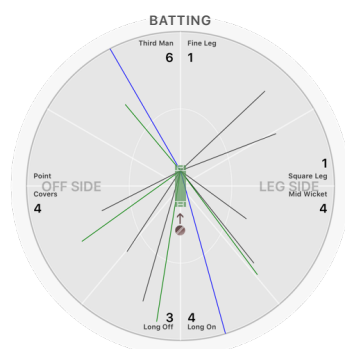 BATTING
Third Man
6
Fine Leg
1
OFF SIDE
LEG SIDE
Point
Covers
4
1
Square Leg
Mid Wicket
4
3
Long Off
4
Long On